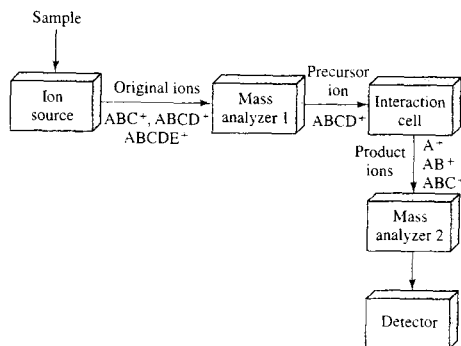 Sample
Ion
source
Original ions
ABC⁺, ABCD⁺
ABCDE⁺
Mass
analyzer 1
Precursor
ion
ABCD⁺
Interaction
cell
Product
ions
A⁺
AB⁺
ABC⁺
Mass
analyzer 2
Detector